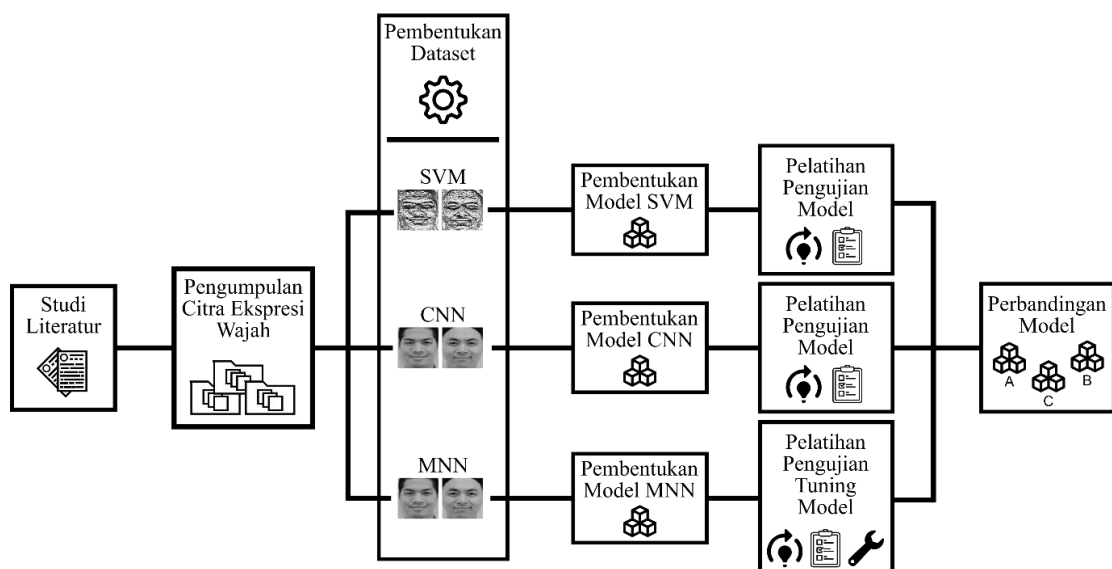 Studi
Literatur
Pengumpulan
Citra Ekspresi
Wajah
Pembentukan
Dataset
SVM
CNN
MNN
Pembentukan
Model SVM
Pembentukan
Model CNN
Pembentukan
Model MNN
Pelatihan
Pengujian
Model
Pelatihan
Pengujian
Model
Pelatihan
Pengujian
Tuning
Model
Perbandingan
Model
A
B
C